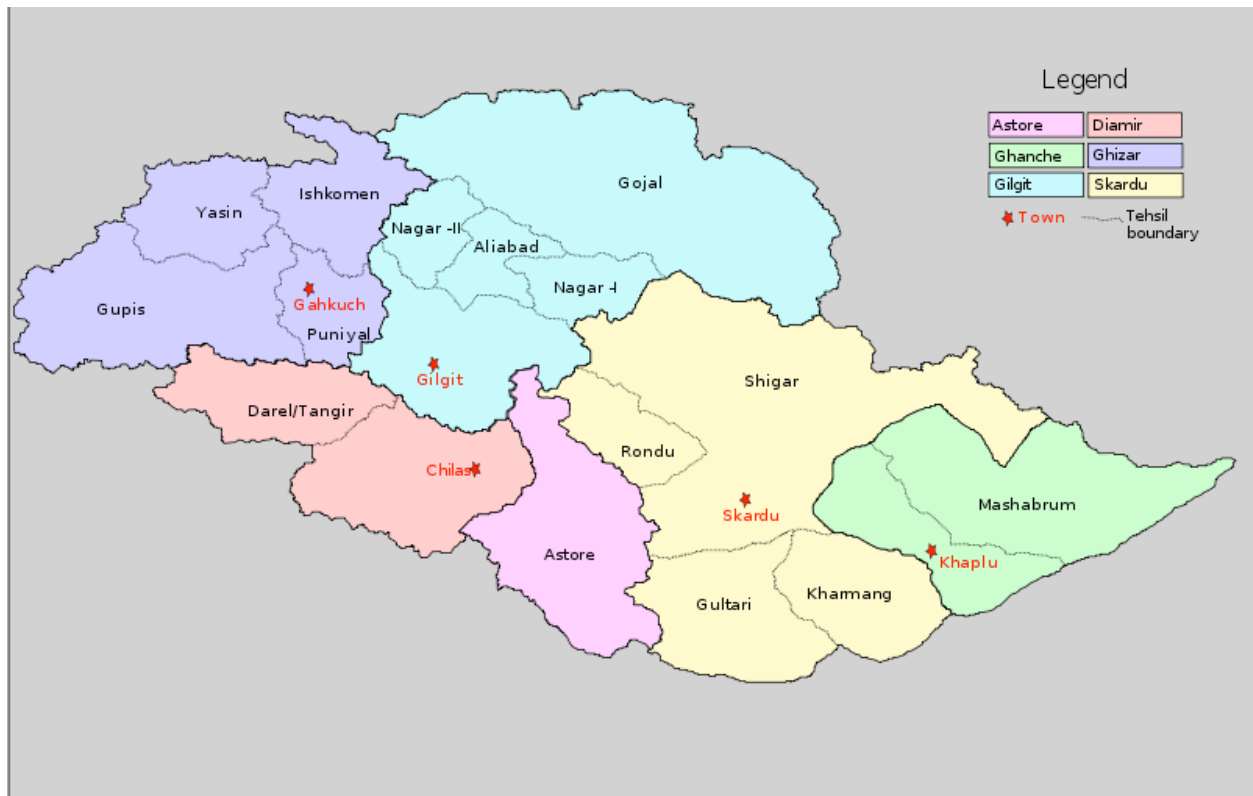 Legend
Astore
Diamir
Ghanche
Ghizar
Gilgit
Skardu
Town
Tehsil
boundary
Gojal
Ishkomen
Yasin
Nagar -II
Aliabad
Nagar -I
Gahkuch
Gupis
Puniyal
Gilgit
Shigar
Darel/Tangir
Rondu
Chilas
Skardu
Mashabrum
Astore
Khaplu
Gultari
Kharmang